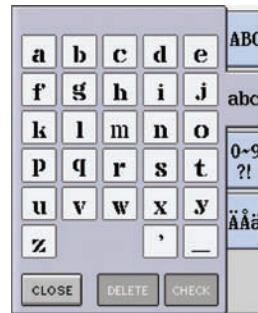 a b c d e
f g h i j
k l m n o
p q r s t
u v w x y
z , _
CLOSE DELETE CHECK
ABC
abc
0~9
?!
ÄÅä